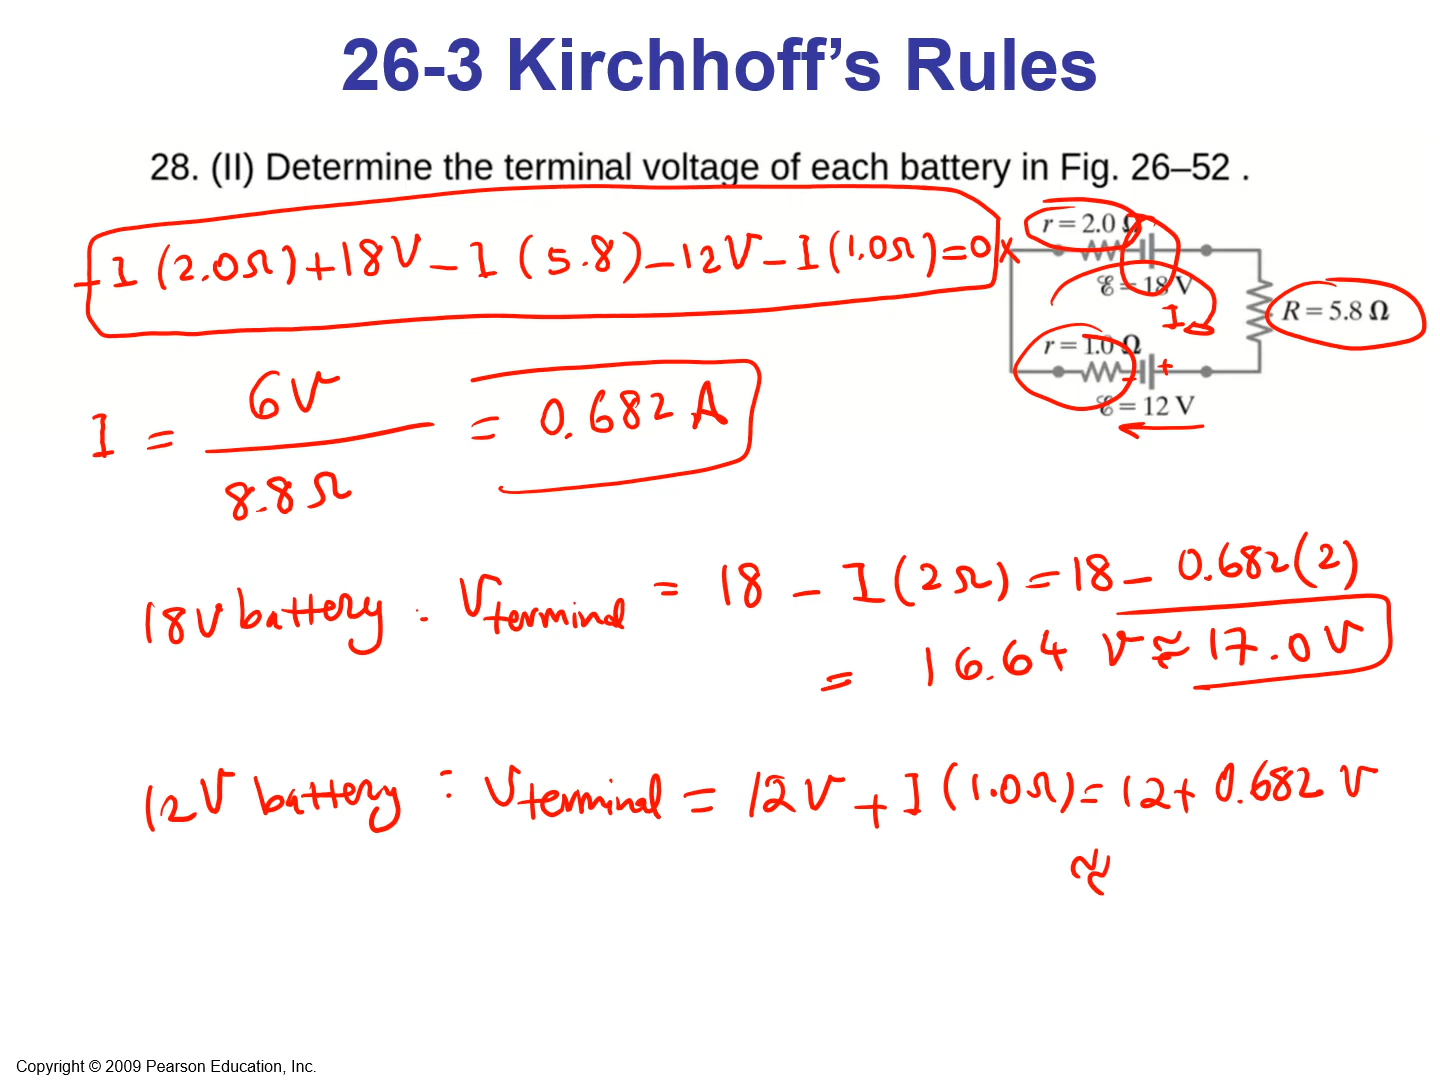 26-3 Kirchhoff’s Rules
28. (II) Determine the terminal voltage of each battery in Fig. 26–52 .
- I (2.0Ω) + 18V - I (5.8) - 12V - I (1.0Ω) = 0
r = 2.0 Ω
ℰ = 18 V
I
R = 5.8 Ω
r = 1.0 Ω
- +
ℰ = 12 V
I = 6V / 8.8Ω = 0.682 A
18V battery : Vterminal = 18 - I (2Ω) = 18 - 0.682(2)
= 16.64 V ≈ 17.0 V
12V battery : Vterminal = 12V + I (1.0Ω) = 12 + 0.682 V
≈
Copyright © 2009 Pearson Education, Inc.